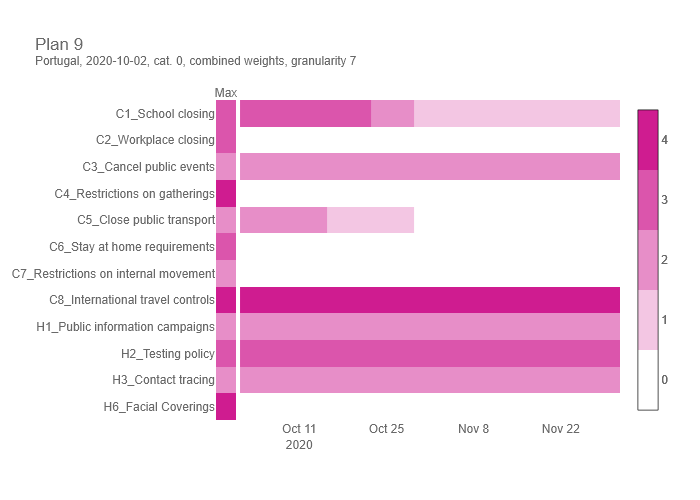 Plan 9
Portugal, 2020-10-02, cat. 0, combined weights, granularity 7
Max
C1_School closing
C2_Workplace closing
C3_Cancel public events
C4_Restrictions on gatherings
C5_Close public transport
C6_Stay at home requirements
C7_Restrictions on internal movement
C8_International travel controls
H1_Public information campaigns
H2_Testing policy
H3_Contact tracing
H6_Facial Coverings
Oct 11
2020
Oct 25
Nov 8
Nov 22
4
3
2
1
0